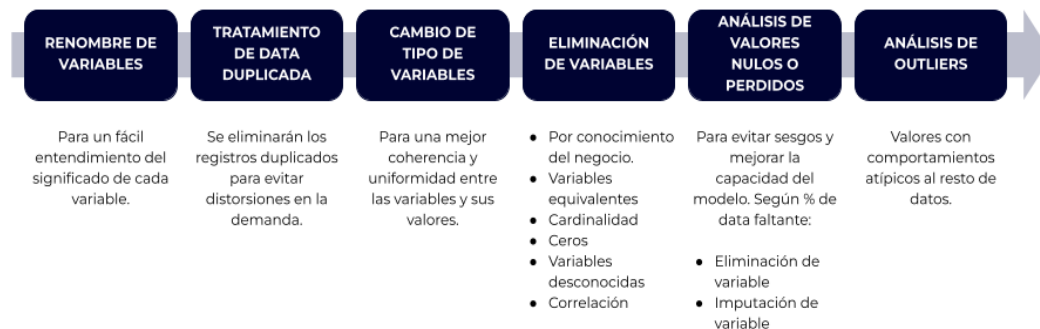 RENOMBRE DE
VARIABLES
Para un fácil
entendimiento del
significado de cada
variable.
TRATAMIENTO
DE DATA
DUPLICADA
Se eliminarán los
registros duplicados
para evitar
distorsiones en la
demanda.
CAMBIO DE
TIPO DE
VARIABLES
Para una mejor
coherencia y
uniformidad entre
las variables y sus
valores.
ELIMINACIÓN
DE VARIABLES
● Por conocimiento
del negocio.
● Variables
equivalentes
● Cardinalidad
● Ceros
● Variables
desconocidas
● Correlación
ANÁLISIS DE
VALORES
NULOS O
PERDIDOS
Para evitar sesgos y
mejorar la
capacidad del
modelo. Según % de
data faltante:
● Eliminación de
variable
● Imputación de
variable
ANÁLISIS DE
OUTLIERS
Valores con
comportamientos
atípicos al resto de
datos.